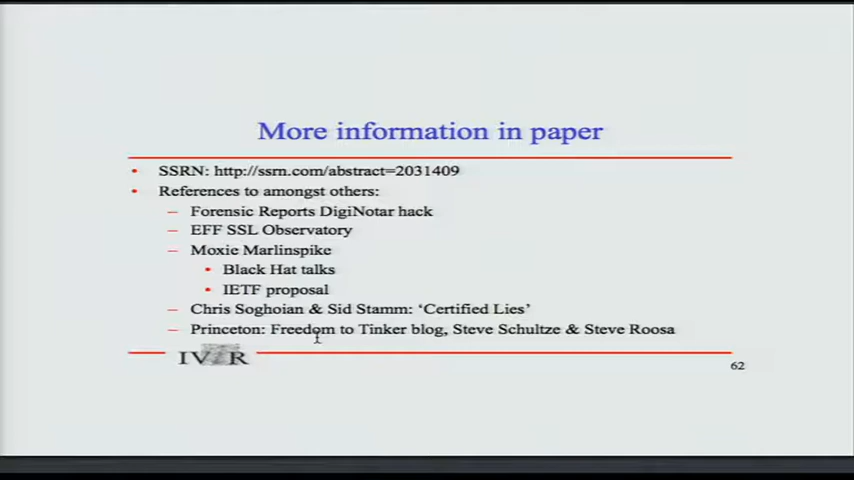 More information in paper
• SSRN: http://ssrn.com/abstract=2031409
• References to amongst others:
– Forensic Reports DigiNotar hack
– EFF SSL Observatory
– Moxie Marlinspike
• Black Hat talks
• IETF proposal
– Chris Soghoian & Sid Stamm: ‘Certified Lies’
– Princeton: Freedom to Tinker blog, Steve Schultze & Steve Roosa
IViR
62